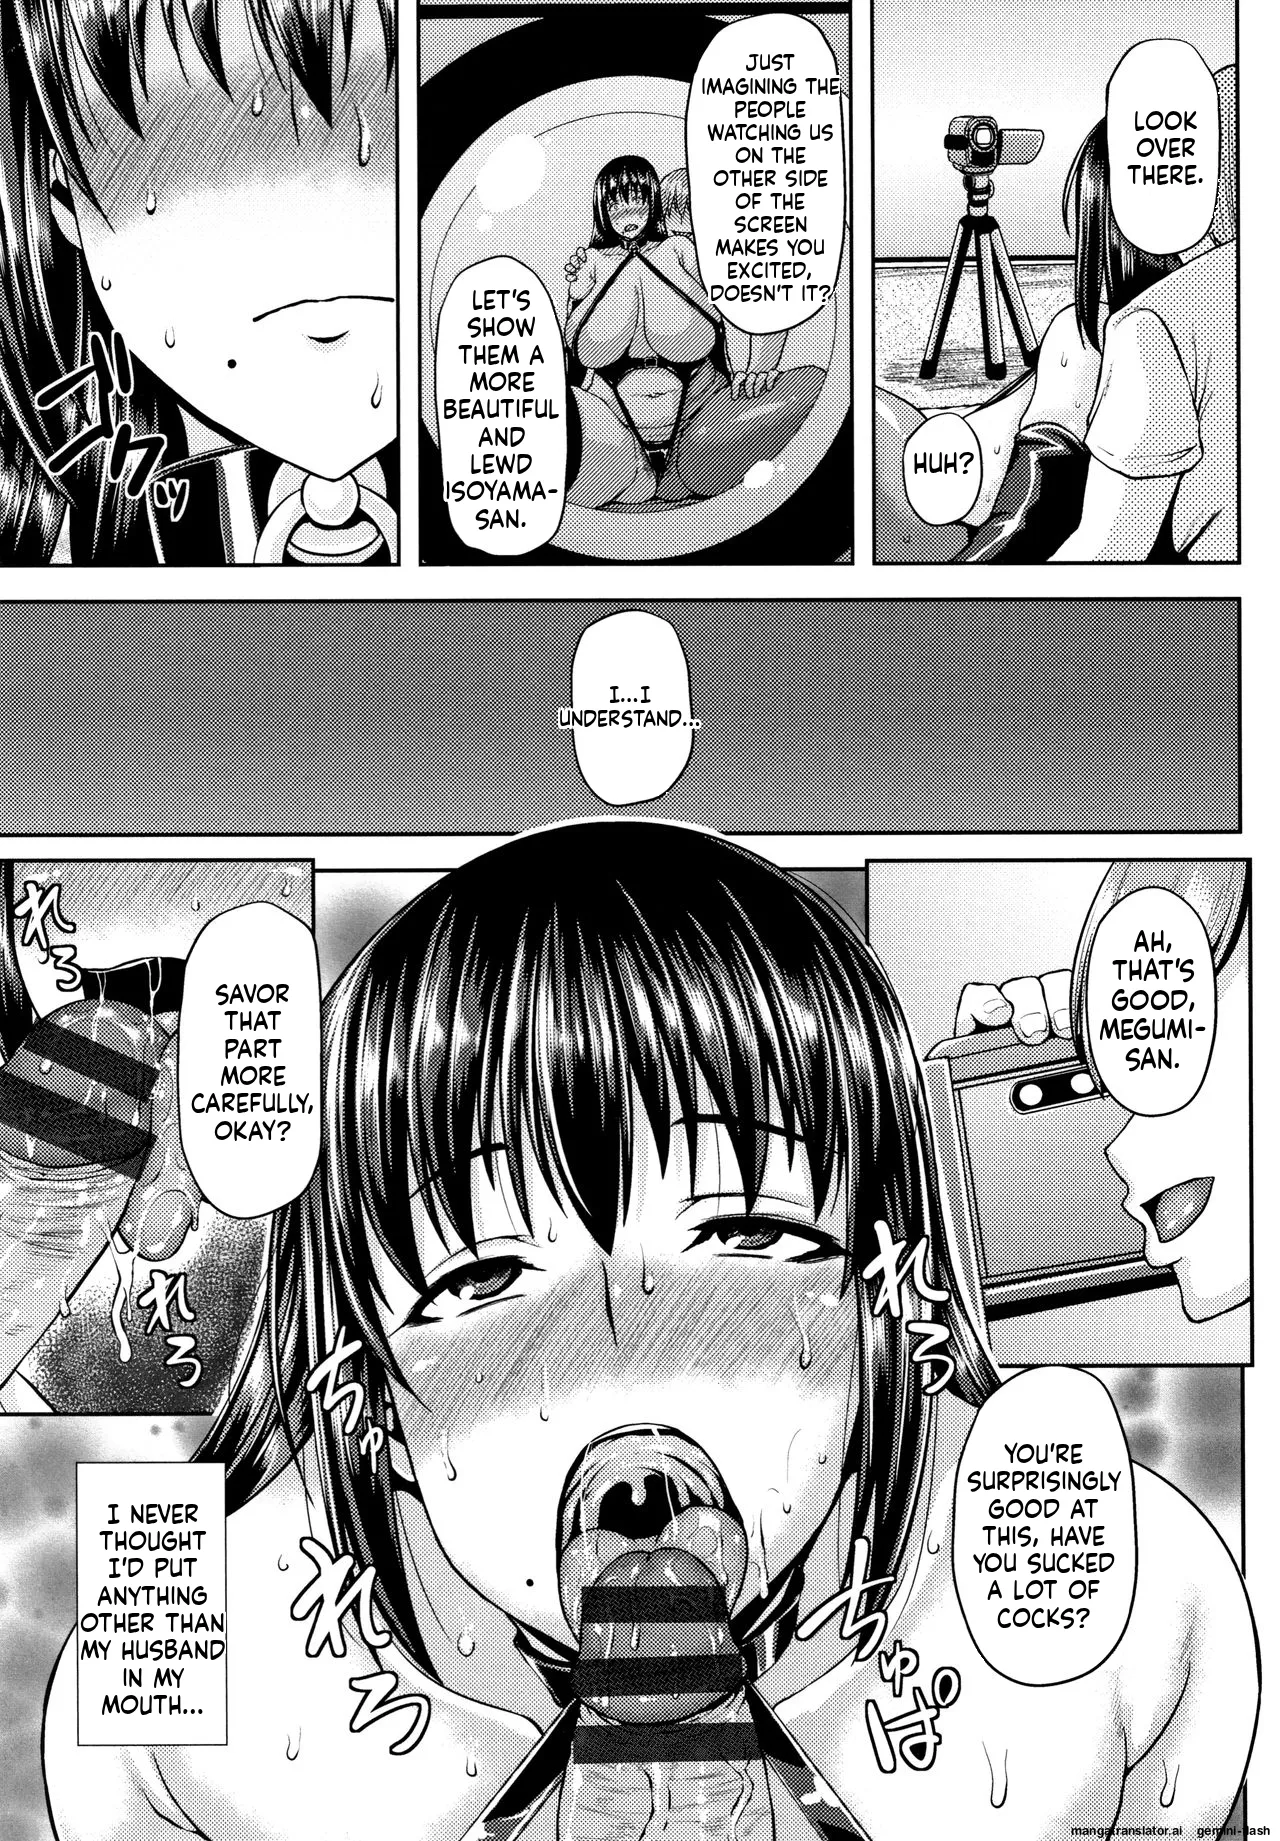 LOOK
OVER
THERE.
HUH?
JUST
IMAGINING THE
PEOPLE
WATCHING US
ON THE
OTHER SIDE
OF THE
SCREEN
MAKES YOU
EXCITED,
DOESN'T IT?
LET'S
SHOW
THEM A
MORE
BEAUTIFUL
AND
LEWD
ISOYAMA-
SAN.
ゴクッ
I...I
UNDERSTAND...
AH,
THAT'S
GOOD,
MEGUMI-
SAN.
SAVOR
THAT
PART
MORE
CAREFULLY,
OKAY?
れろ
れろ
れろ
ちゅ
YOU'RE
SURPRISINGLY
GOOD AT
THIS, HAVE
YOU SUCKED
A LOT OF
COCKS?
I NEVER
THOUGHT
I'D PUT
ANYTHING
OTHER THAN
MY HUSBAND
IN MY
MOUTH...
れろ
ちゅぱ
mangatranslator.ai gemini-flash